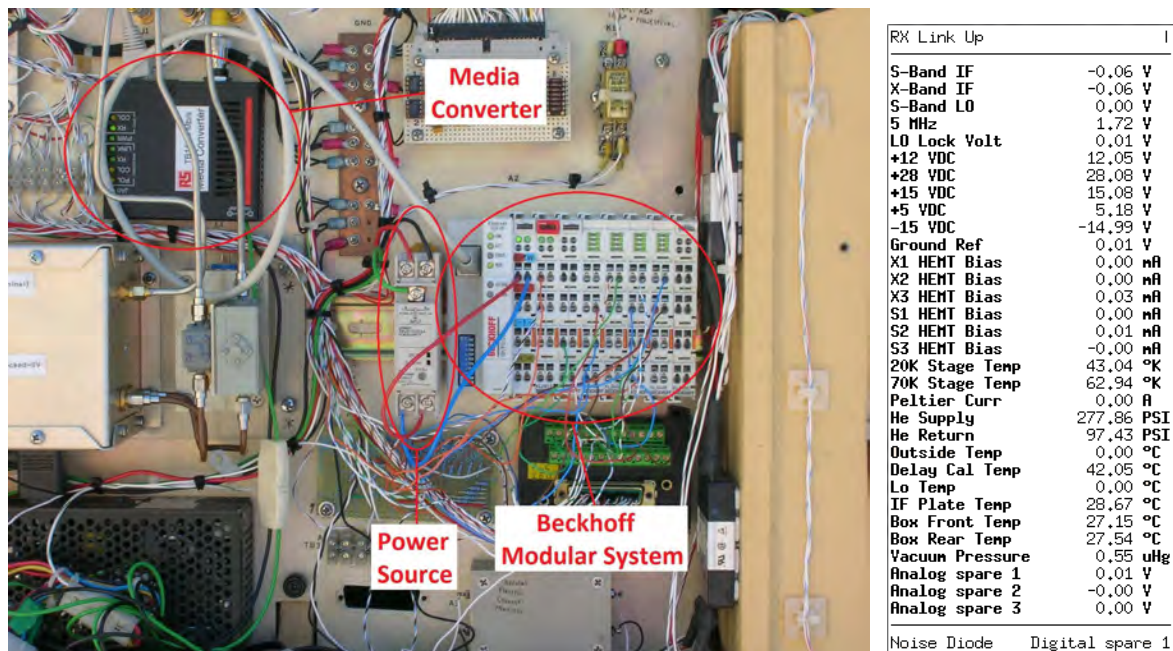 GND
Media
Converter
A2
RS
Media Converter
BECKHOFF
Power
Source
Beckhoff
Modular System
RX Link Up
S-Band IF -0.06 V
X-Band IF -0.06 V
S-Band LO 0.00 V
5 MHz 1.72 V
LO Lock Volt 0.01 V
+12 VDC 12.05 V
+28 VDC 28.08 V
+15 VDC 15.08 V
+5 VDC 5.18 V
-15 VDC -14.99 V
Ground Ref 0.01 V
X1 HEMT Bias 0.00 mA
X2 HEMT Bias 0.00 mA
X3 HEMT Bias 0.03 mA
S1 HEMT Bias 0.00 mA
S2 HEMT Bias 0.01 mA
S3 HEMT Bias -0.00 mA
20K Stage Temp 43.04 °K
70K Stage Temp 62.94 °K
Peltier Curr 0.00 A
He Supply 277.86 PSI
He Return 97.43 PSI
Outside Temp 0.00 °C
Delay Cal Temp 42.05 °C
Lo Temp 0.00 °C
IF Plate Temp 28.67 °C
Box Front Temp 27.15 °C
Box Rear Temp 27.54 °C
Vacuum Pressure 0.55 uHg
Analog spare 1 0.01 V
Analog spare 2 -0.00 V
Analog spare 3 0.00 V
Noise Diode Digital spare 1